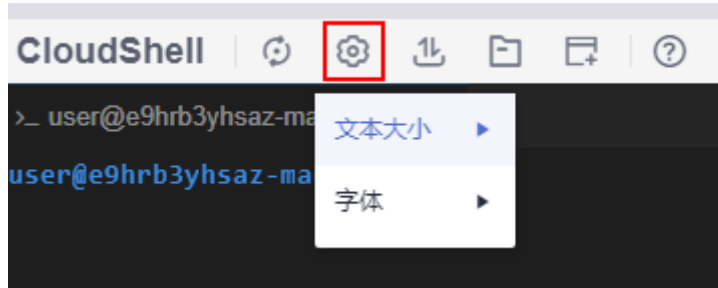 CloudShell
>_ user@e9hrb3yhsaz-ma
文本大小
user@e9hrb3yhsaz-ma
字体